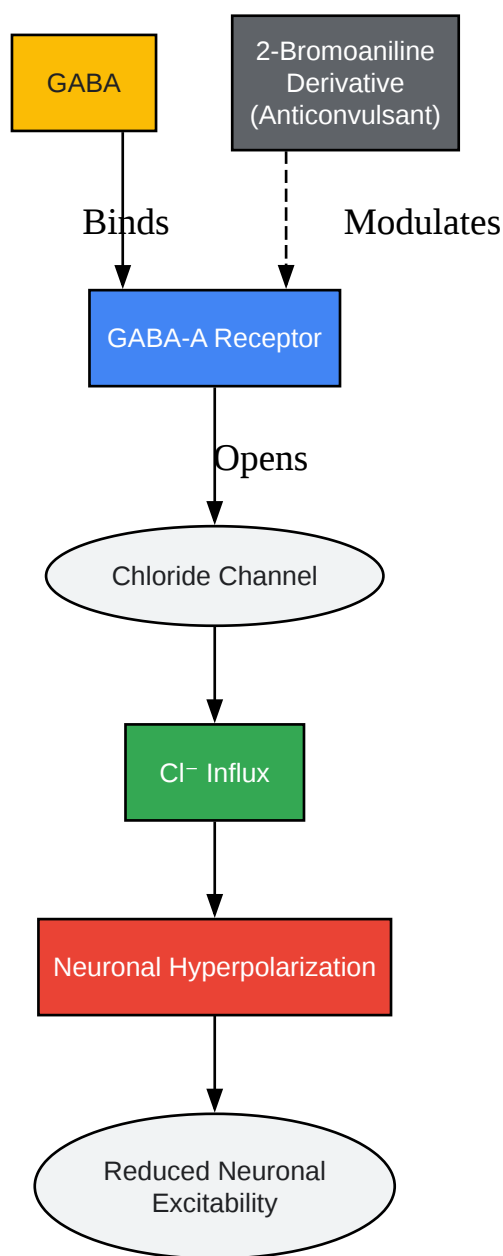 GABA
2-Bromoaniline
Derivative
(Anticonvulsant)
Binds
Modulates
GABA-A Receptor
Opens
Chloride Channel
Cl⁻ Influx
Neuronal Hyperpolarization
Reduced Neuronal
Excitability